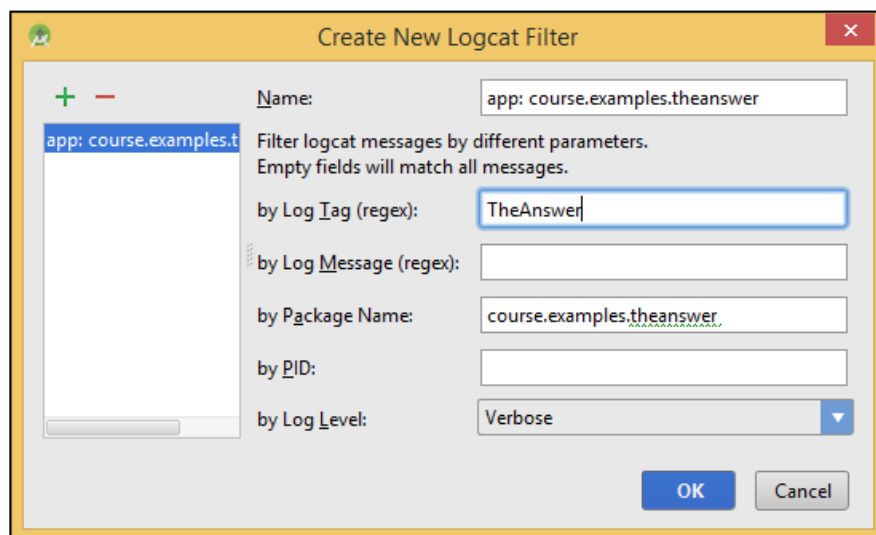 Create New Logcat Filter
Name:
app: course.examples.theanswer
app: course.examples.t
Filter logcat messages by different parameters.
Empty fields will match all messages.
by Log Tag (regex):
TheAnswer
by Log Message (regex):
by Package Name:
course.examples.theanswer
by PID:
by Log Level:
Verbose
OK
Cancel